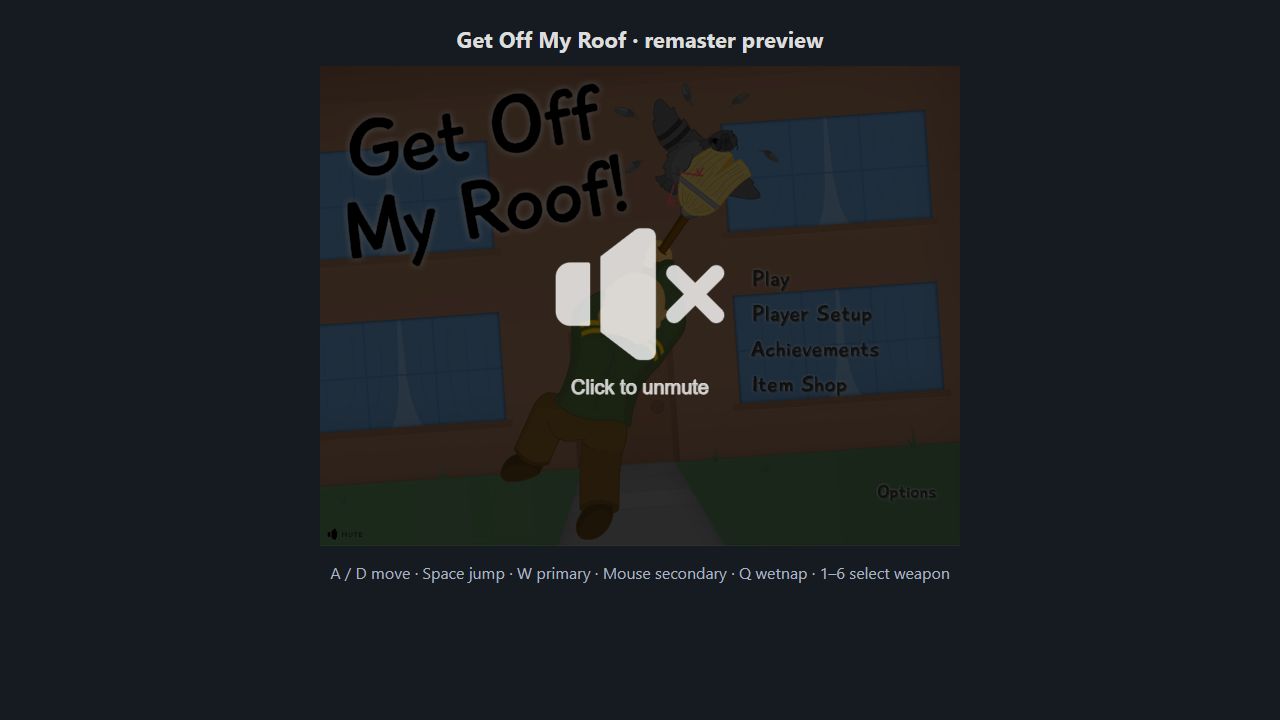 Get Off My Roof · remaster preview
Get Off
My Roof!
Play
Player Setup
Achievements
Item Shop
Click to unmute
Options
MUTE
A / D move · Space jump · W primary · Mouse secondary · Q wetnap · 1–6 select weapon